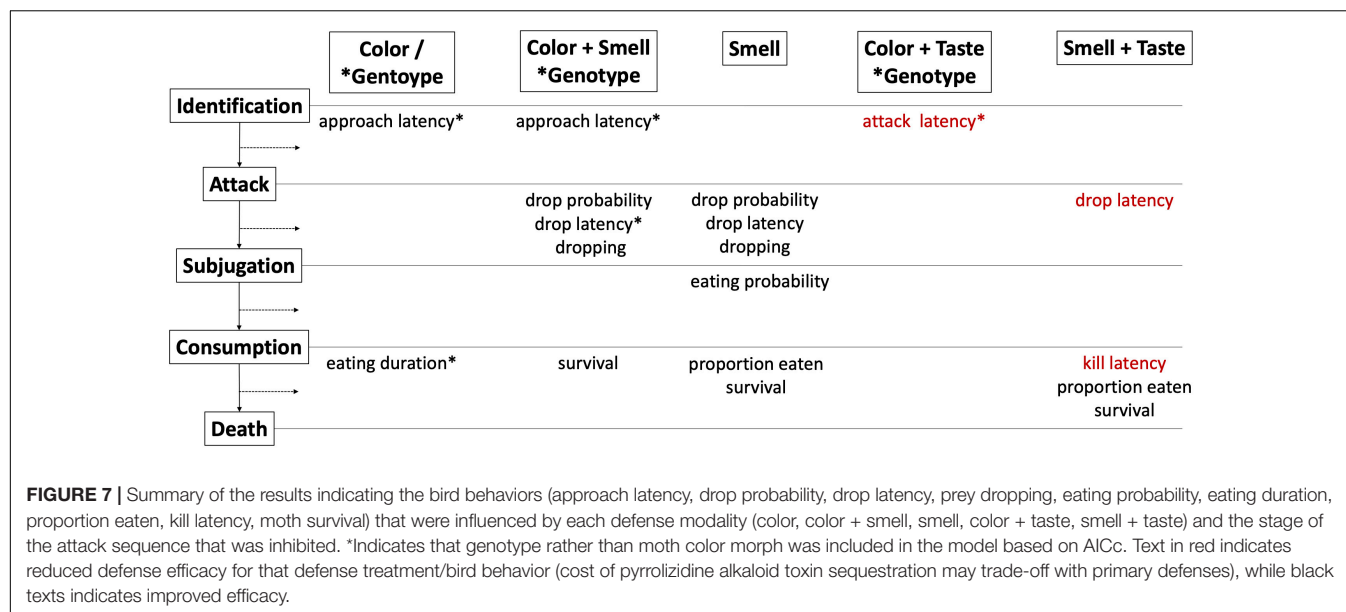 Color /
*Gentoype
Color + Smell
*Genotype
Smell
Color + Taste
*Genotype
Smell + Taste
Identification
approach latency*
approach latency*
attack latency*
Attack
drop probability
drop latency*
dropping
drop probability
drop latency
dropping
drop latency
Subjugation
eating probability
Consumption
eating duration*
survival
proportion eaten
survival
kill latency
proportion eaten
survival
Death
FIGURE 7 | Summary of the results indicating the bird behaviors (approach latency, drop probability, drop latency, prey dropping, eating probability, eating duration,
proportion eaten, kill latency, moth survival) that were influenced by each defense modality (color, color + smell, smell, color + taste, smell + taste) and the stage of
the attack sequence that was inhibited. *Indicates that genotype rather than moth color morph was included in the model based on AICc. Text in red indicates
reduced defense efficacy for that defense treatment/bird behavior (cost of pyrrolizidine alkaloid toxin sequestration may trade-off with primary defenses), while black
texts indicates improved efficacy.